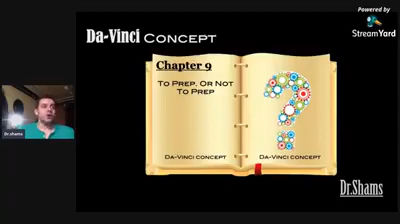 Powered by
StreamYard
Da-Vinci Concept
Chapter 9
To Prep, Or Not
To Prep
Da-Vinci concept
Da-Vinci concept
Dr.shams
Dr.Shams